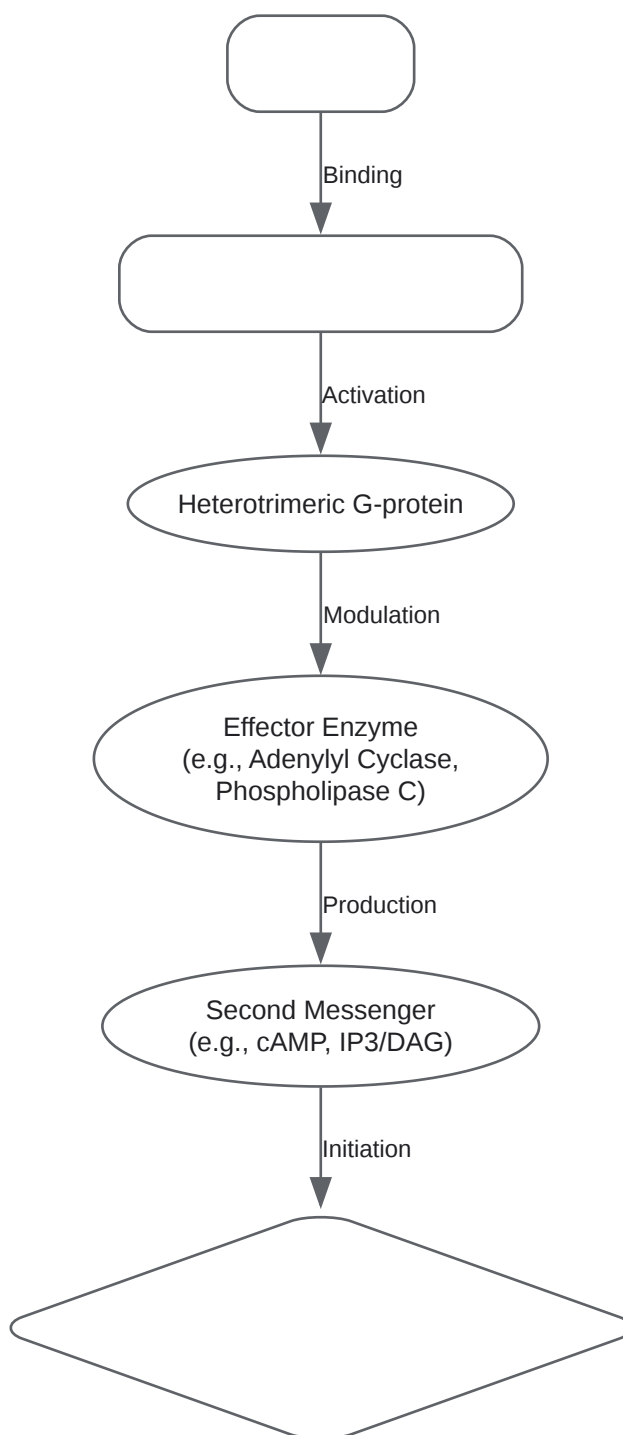 Binding
Activation
Heterotrimeric G-protein
Modulation
Effector Enzyme
(e.g., Adenylyl Cyclase,
Phospholipase C)
Production
Second Messenger
(e.g., cAMP, IP3/DAG)
Initiation